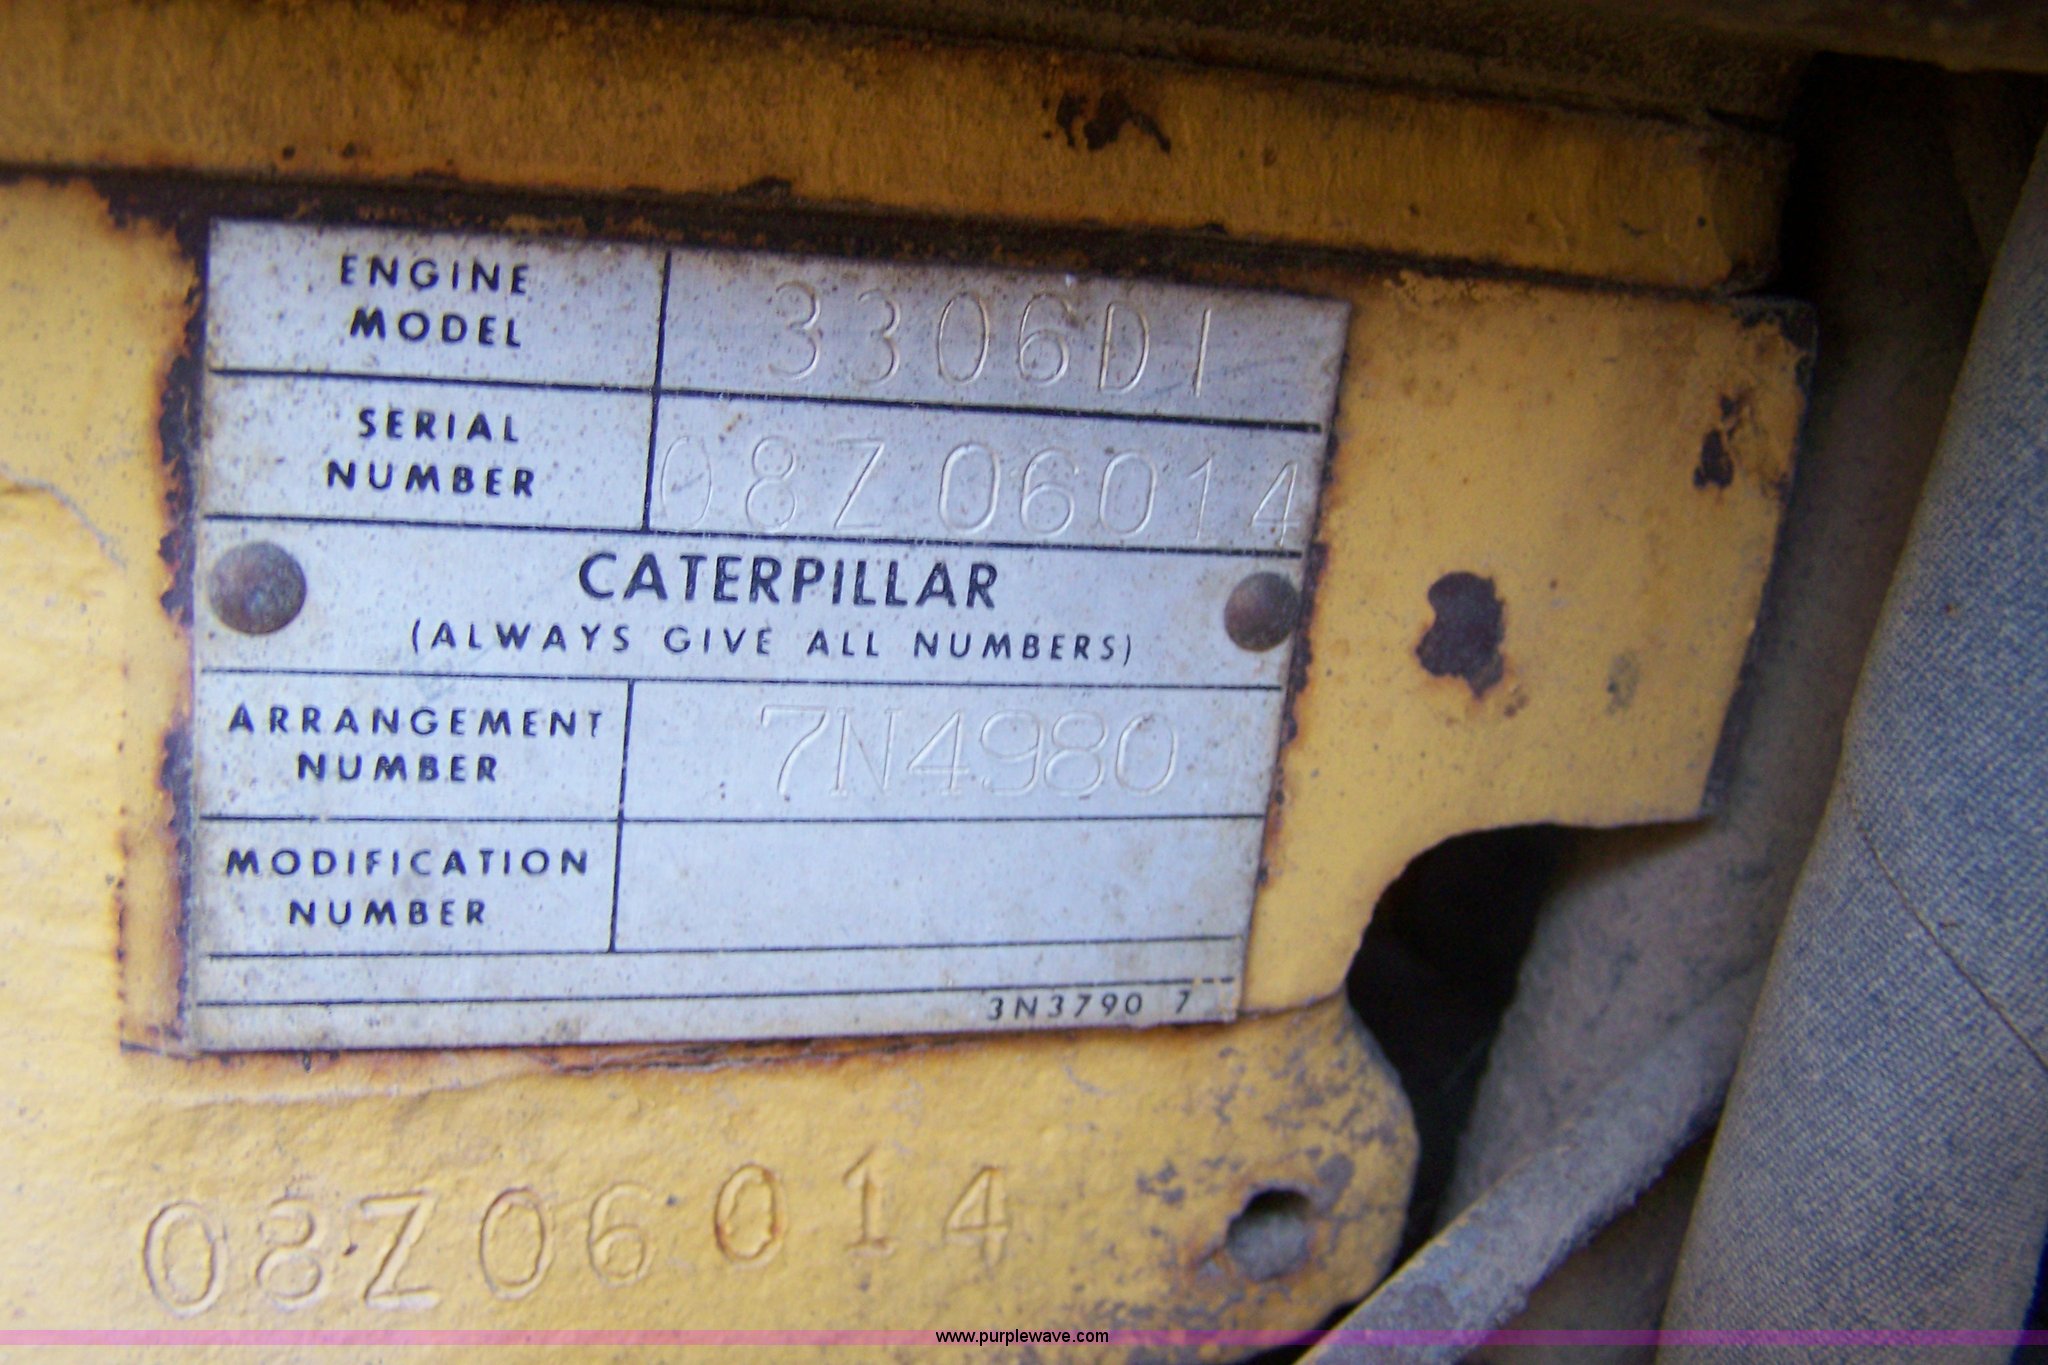 ENGINE
MODEL
3306DI
SERIAL
NUMBER
08Z06014
CATERPILLAR
(ALWAYS GIVE ALL NUMBERS)
ARRANGEMENT
NUMBER
7N4980
MODIFICATION
NUMBER
3N3790 7
08Z06014
www.purplewave.com